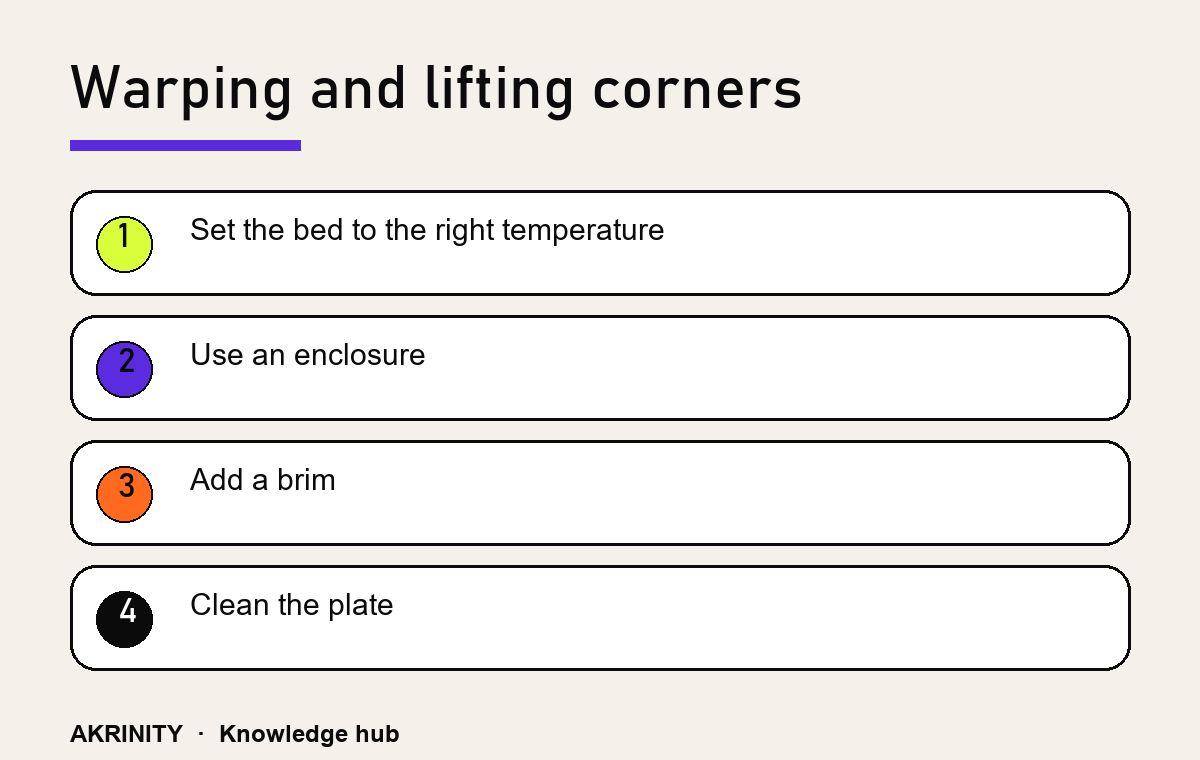 Warping and lifting corners
1 Set the bed to the right temperature
2 Use an enclosure
3 Add a brim
4 Clean the plate
AKRINITY · Knowledge hub